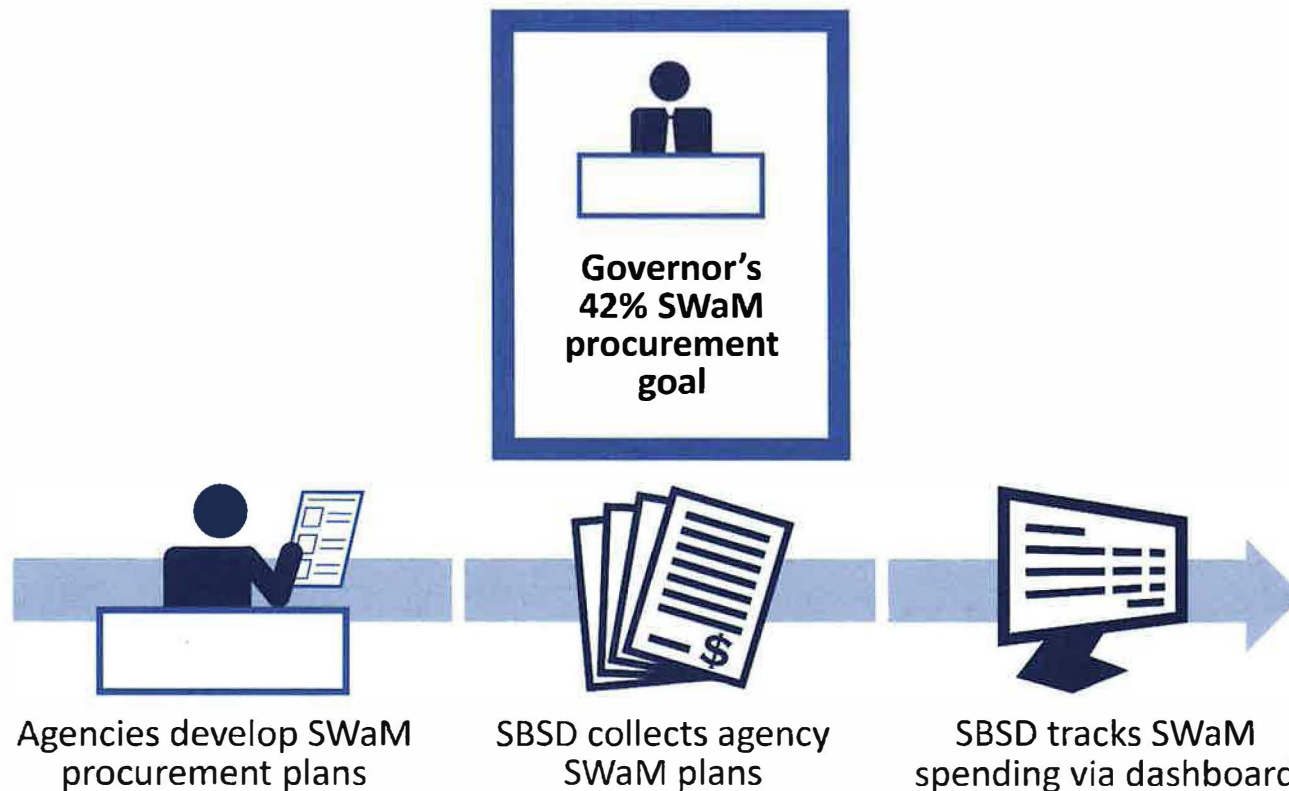 Governor's
42% SWaM
procurement
goal
$
Agencies develop SWaM
procurement plans
SBSD collects agency
SWaM plans
SBSD tracks SWaM
spending via dashboard